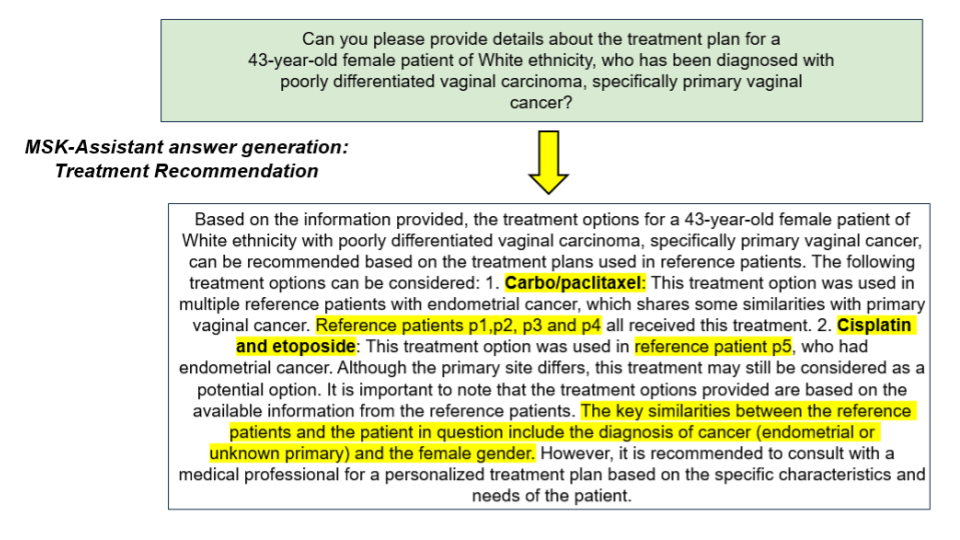 Can you please provide details about the treatment plan for a
43-year-old female patient of White ethnicity, who has been diagnosed with
poorly differentiated vaginal carcinoma, specifically primary vaginal
cancer?
MSK-Assistant answer generation:
Treatment Recommendation
Based on the information provided, the treatment options for a 43-year-old female patient of
White ethnicity with poorly differentiated vaginal carcinoma, specifically primary vaginal cancer,
can be recommended based on the treatment plans used in reference patients. The following
treatment options can be considered: 1. Carbo/paclitaxel: This treatment option was used in
multiple reference patients with endometrial cancer, which shares some similarities with primary
vaginal cancer. Reference patients p1,p2, p3 and p4 all received this treatment. 2. Cisplatin
and etoposide: This treatment option was used in reference patient p5, who had
endometrial cancer. Although the primary site differs, this treatment may still be considered as a
potential option. It is important to note that the treatment options provided are based on the
available information from the reference patients. The key similarities between the reference
patients and the patient in question include the diagnosis of cancer (endometrial or
unknown primary) and the female gender. However, it is recommended to consult with a
medical professional for a personalized treatment plan based on the specific characteristics and
needs of the patient.